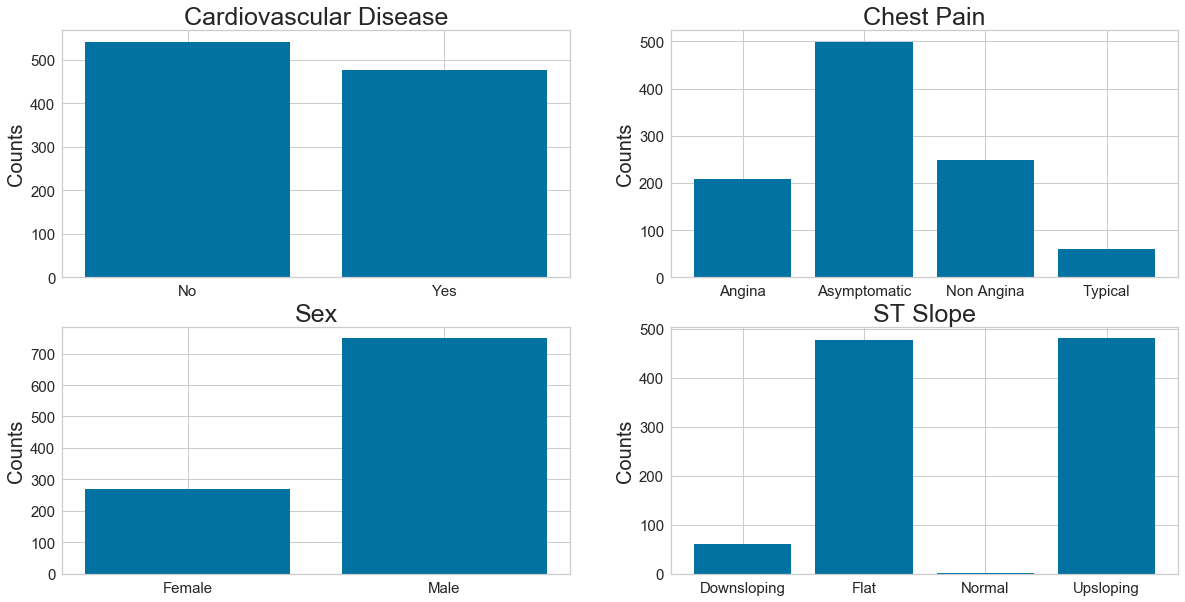 Cardiovascular Disease
Counts
500
400
300
200
100
0
No Yes
Chest Pain
Counts
500
400
300
200
100
0
Angina Asymptomatic Non Angina Typical
Sex
Counts
700
600
500
400
300
200
100
0
Female Male
ST Slope
Counts
500
400
300
200
100
0
Downsloping Flat Normal Upsloping